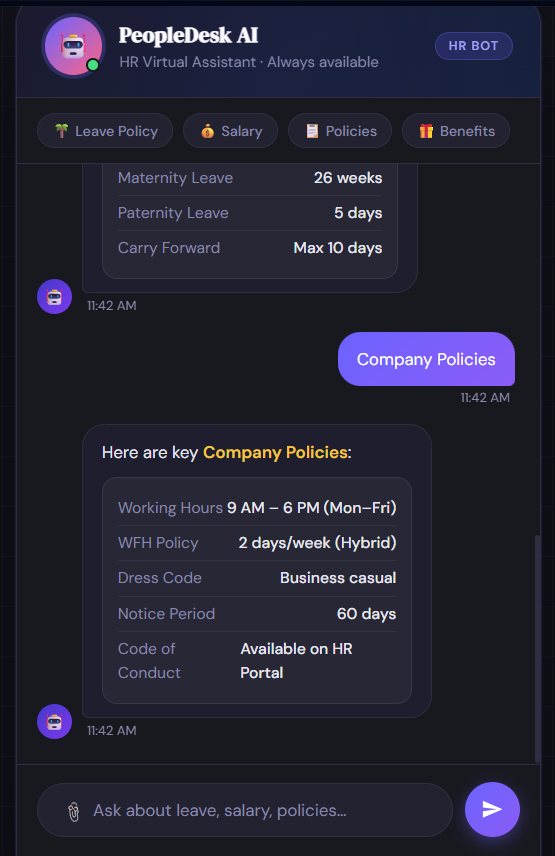 PeopleDesk AI
HR Virtual Assistant · Always available
HR BOT
Leave Policy
Salary
Policies
Benefits
Maternity Leave 26 weeks
Paternity Leave 5 days
Carry Forward Max 10 days
11:42 AM
Company Policies
11:42 AM
Here are key Company Policies:
Working Hours 9 AM – 6 PM (Mon–Fri)
WFH Policy 2 days/week (Hybrid)
Dress Code Business casual
Notice Period 60 days
Code of Conduct Available on HR Portal
11:42 AM
Ask about leave, salary, policies...